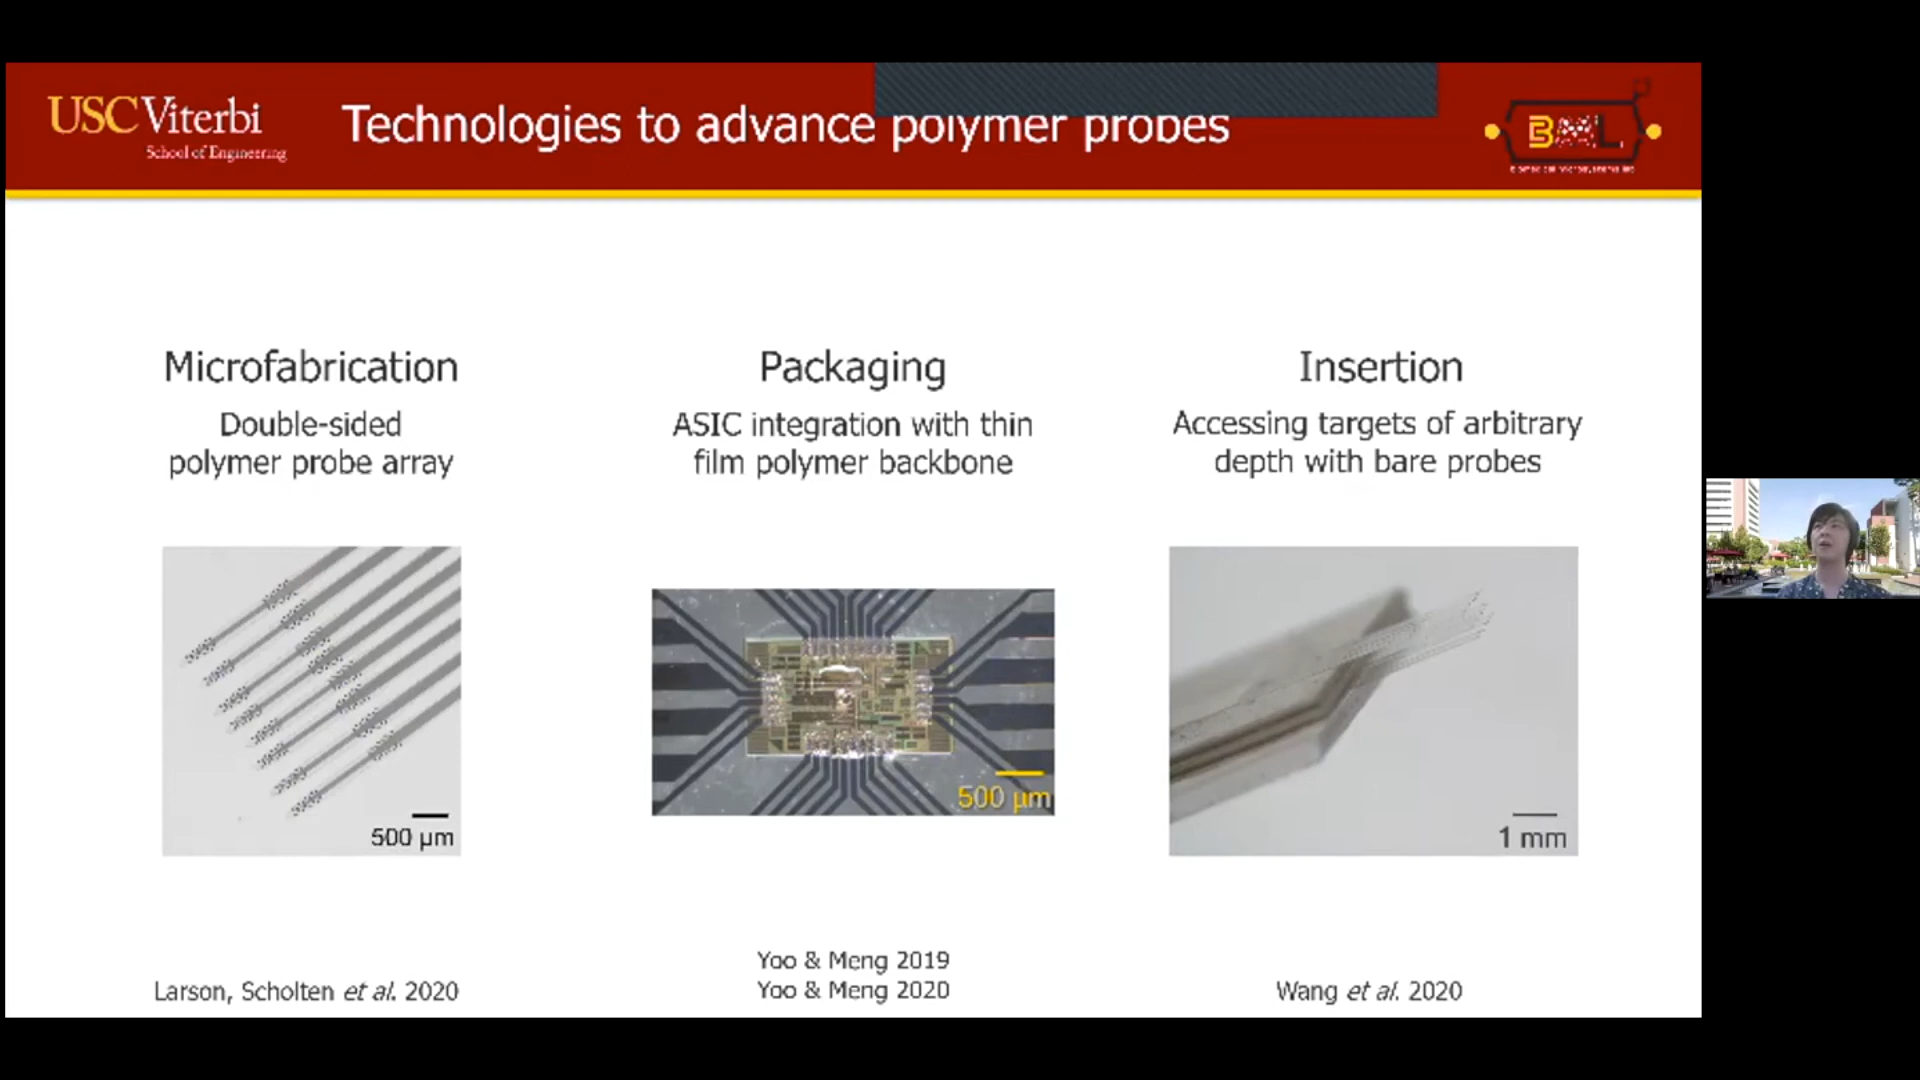 USC Viterbi
School of Engineering
Technologies to advance polymer probes
BML
Microfabrication
Double-sided
polymer probe array
500 µm
Larson, Scholten et al. 2020
Packaging
ASIC integration with thin
film polymer backbone
500 µm
Yoo & Meng 2019
Yoo & Meng 2020
Insertion
Accessing targets of arbitrary
depth with bare probes
1 mm
Wang et al. 2020